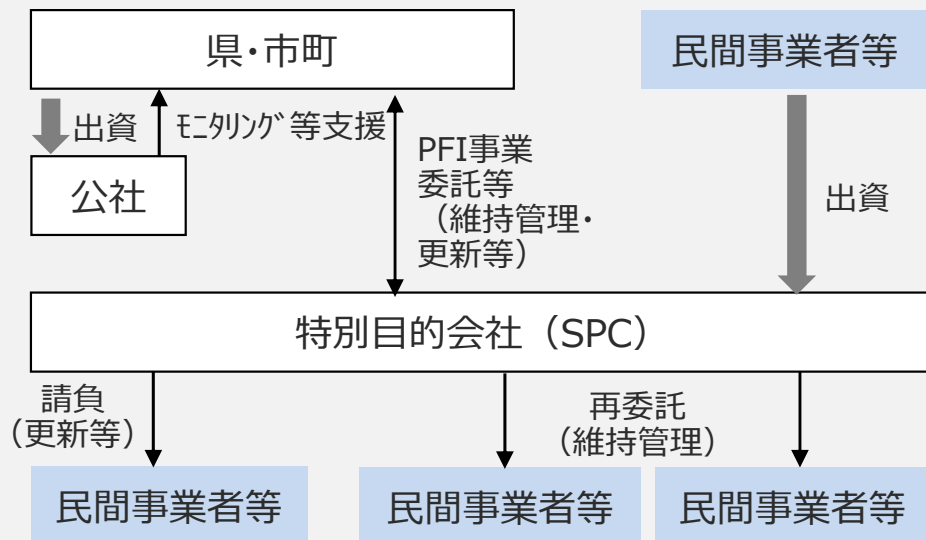 県・市町
民間事業者等
出資
ﾓﾆﾀﾘﾝｸﾞ等支援
公社
PFI事業
委託等
（維持管理・
更新等）
出資
特別目的会社（SPC）
請負
（更新等）
再委託
（維持管理）
民間事業者等
民間事業者等
民間事業者等